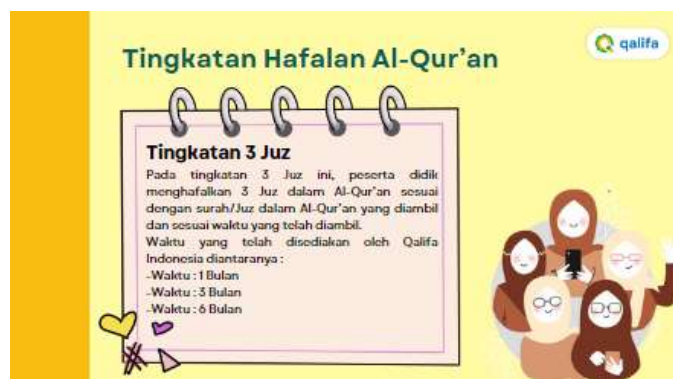 Tingkatan Hafalan Al-Qur'an
qalifa
Tingkatan 3 Juz
Pada tingkatan 3 Juz ini, peserta didik
menghafalkan 3 Juz dalam Al-Qur'an sesuai
dengan surah/Juz dalam Al-Qur'an yang diambil
dan sesuai waktu yang telah diambil.
Waktu yang telah disediakan oleh Qalifa
Indonesia diantaranya :
-Waktu : 1 Bulan
-Waktu : 3 Bulan
-Waktu : 6 Bulan